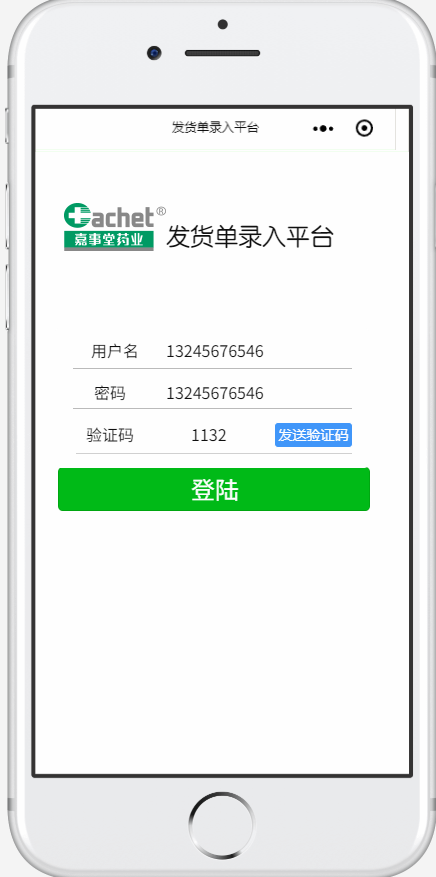 发货单录入平台
Cachet®
嘉事堂药业
发货单录入平台
用户名 13245676546
密码 13245676546
验证码 1132 发送验证码
登陆